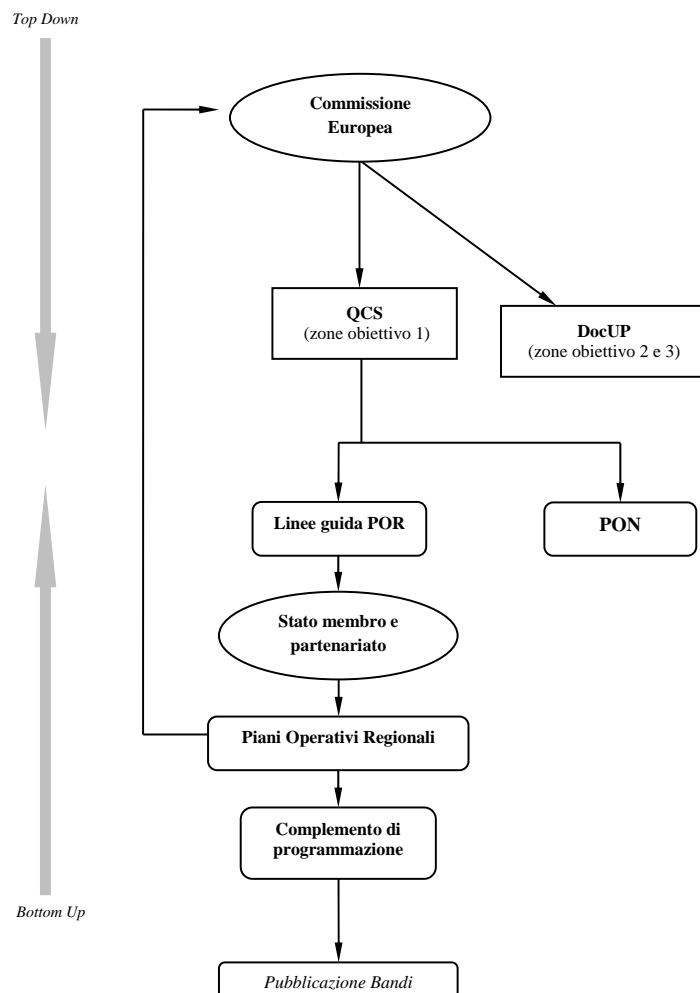 Top Down
Commissione
Europea
QCS
(zone obiettivo 1)
DocUP
(zone obiettivo 2 e 3)
Linee guida POR
PON
Stato membro e
partenariato
Piani Operativi Regionali
Complemento di
programmazione
Bottom Up
Pubblicazione Bandi